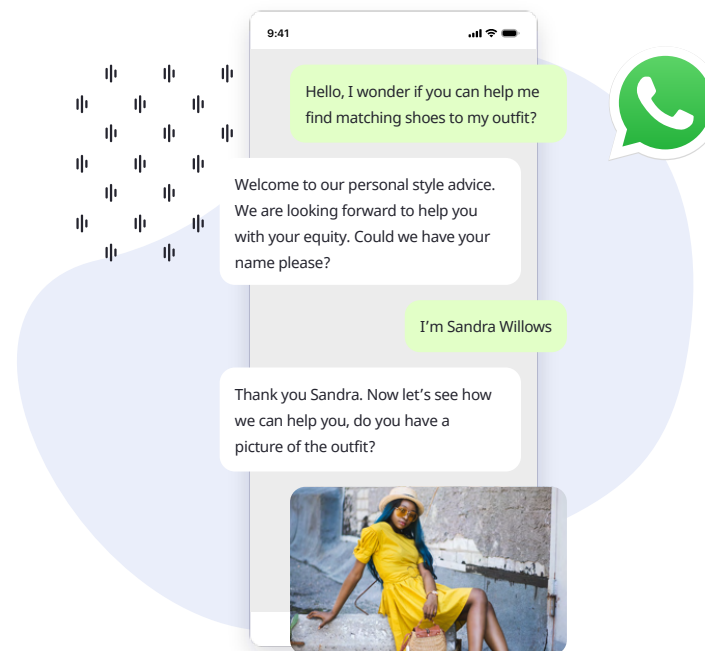 9:41
Hello, I wonder if you can help me
find matching shoes to my outfit?
Welcome to our personal style advice.
We are looking forward to help you
with your equity. Could we have your
name please?
I’m Sandra Willows
Thank you Sandra. Now let’s see how
we can help you, do you have a
picture of the outfit?